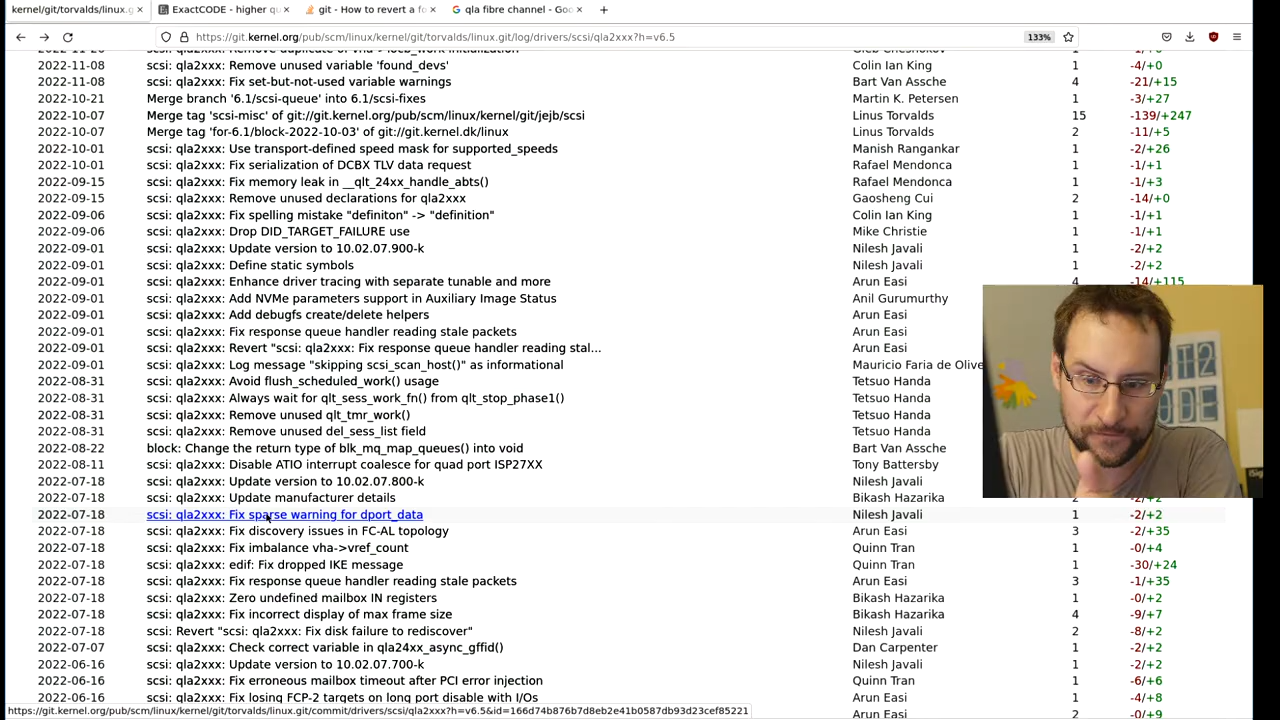 kernel/git/torvalds/linux.g
ExactCODE - higher qu
git - How to revert a fo
qla fibre channel - Goo
https://git.kernel.org/pub/scm/linux/kernel/git/torvalds/linux.git/log/drivers/scsi/qla2xxx?h=v6.5 133%
2022-11-08 scsi: qla2xxx: Remove unused variable 'found_devs' Colin Ian King 1 -4/+0
2022-11-08 scsi: qla2xxx: Fix set-but-not-used variable warnings Bart Van Assche 4 -21/+15
2022-10-21 Merge branch '6.1/scsi-queue' into 6.1/scsi-fixes Martin K. Petersen 1 -3/+27
2022-10-07 Merge tag 'scsi-misc' of git://git.kernel.org/pub/scm/linux/kernel/git/jejb/scsi Linus Torvalds 15 -139/+247
2022-10-07 Merge tag 'for-6.1/block-2022-10-03' of git://git.kernel.dk/linux Linus Torvalds 2 -11/+5
2022-10-01 scsi: qla2xxx: Use transport-defined speed mask for supported_speeds Manish Rangankar 1 -2/+26
2022-10-01 scsi: qla2xxx: Fix serialization of DCBX TLV data request Rafael Mendonca 1 -1/+1
2022-09-15 scsi: qla2xxx: Fix memory leak in __qlt_24xx_handle_abts() Rafael Mendonca 1 -1/+3
2022-09-15 scsi: qla2xxx: Remove unused declarations for qla2xxx Gaosheng Cui 2 -14/+0
2022-09-06 scsi: qla2xxx: Fix spelling mistake "definiton" -> "definition" Colin Ian King 1 -1/+1
2022-09-06 scsi: qla2xxx: Drop DID_TARGET_FAILURE use Mike Christie 1 -1/+1
2022-09-01 scsi: qla2xxx: Update version to 10.02.07.900-k Nilesh Javali 1 -2/+2
2022-09-01 scsi: qla2xxx: Define static symbols Nilesh Javali 1 -2/+2
2022-09-01 scsi: qla2xxx: Enhance driver tracing with separate tunable and more Arun Easi 4 -14/+115
2022-09-01 scsi: qla2xxx: Add NVMe parameters support in Auxiliary Image Status Anil Gurumurthy
2022-09-01 scsi: qla2xxx: Add debugfs create/delete helpers Arun Easi
2022-09-01 scsi: qla2xxx: Fix response queue handler reading stale packets Arun Easi
2022-09-01 scsi: qla2xxx: Revert "scsi: qla2xxx: Fix response queue handler reading stal... Arun Easi
2022-09-01 scsi: qla2xxx: Log message "skipping scsi_scan_host()" as informational Mauricio Faria de Olive
2022-08-31 scsi: qla2xxx: Avoid flush_scheduled_work() usage Tetsuo Handa
2022-08-31 scsi: qla2xxx: Always wait for qlt_sess_work_fn() from qlt_stop_phase1() Tetsuo Handa
2022-08-31 scsi: qla2xxx: Remove unused qlt_tmr_work() Tetsuo Handa
2022-08-31 scsi: qla2xxx: Remove unused del_sess_list field Tetsuo Handa
2022-08-22 block: Change the return type of blk_mq_map_queues() into void Bart Van Assche
2022-08-11 scsi: qla2xxx: Disable ATIO interrupt coalesce for quad port ISP27XX Tony Battersby
2022-07-18 scsi: qla2xxx: Update version to 10.02.07.800-k Nilesh Javali
2022-07-18 scsi: qla2xxx: Update manufacturer details Bikash Hazarika 2 -2/+2
2022-07-18 scsi: qla2xxx: Fix sparse warning for dport_data Nilesh Javali 1 -2/+2
2022-07-18 scsi: qla2xxx: Fix discovery issues in FC-AL topology Arun Easi 3 -2/+35
2022-07-18 scsi: qla2xxx: Fix imbalance vha->vref_count Quinn Tran 1 -0/+4
2022-07-18 scsi: qla2xxx: edif: Fix dropped IKE message Quinn Tran 1 -30/+24
2022-07-18 scsi: qla2xxx: Fix response queue handler reading stale packets Arun Easi 3 -1/+35
2022-07-18 scsi: qla2xxx: Zero undefined mailbox IN registers Bikash Hazarika 1 -0/+2
2022-07-18 scsi: qla2xxx: Fix incorrect display of max frame size Bikash Hazarika 4 -9/+7
2022-07-18 scsi: Revert "scsi: qla2xxx: Fix disk failure to rediscover" Nilesh Javali 2 -8/+2
2022-07-07 scsi: qla2xxx: Check correct variable in qla24xx_async_gffid() Dan Carpenter 1 -2/+2
2022-06-16 scsi: qla2xxx: Update version to 10.02.07.700-k Nilesh Javali 1 -2/+2
2022-06-16 scsi: qla2xxx: Fix erroneous mailbox timeout after PCI error injection Quinn Tran 1 -6/+6
2022-06-16 scsi: qla2xxx: Fix losing FCP-2 targets on long port disable with I/Os Arun Easi 1 -4/+8
https://git.kernel.org/pub/scm/linux/kernel/git/torvalds/linux.git/commit/drivers/scsi/qla2xxx?h=v6.5&id=166d74b876b7d8eb2e41b0587db93d23cef85221 Arun Easi 2 -0/+9